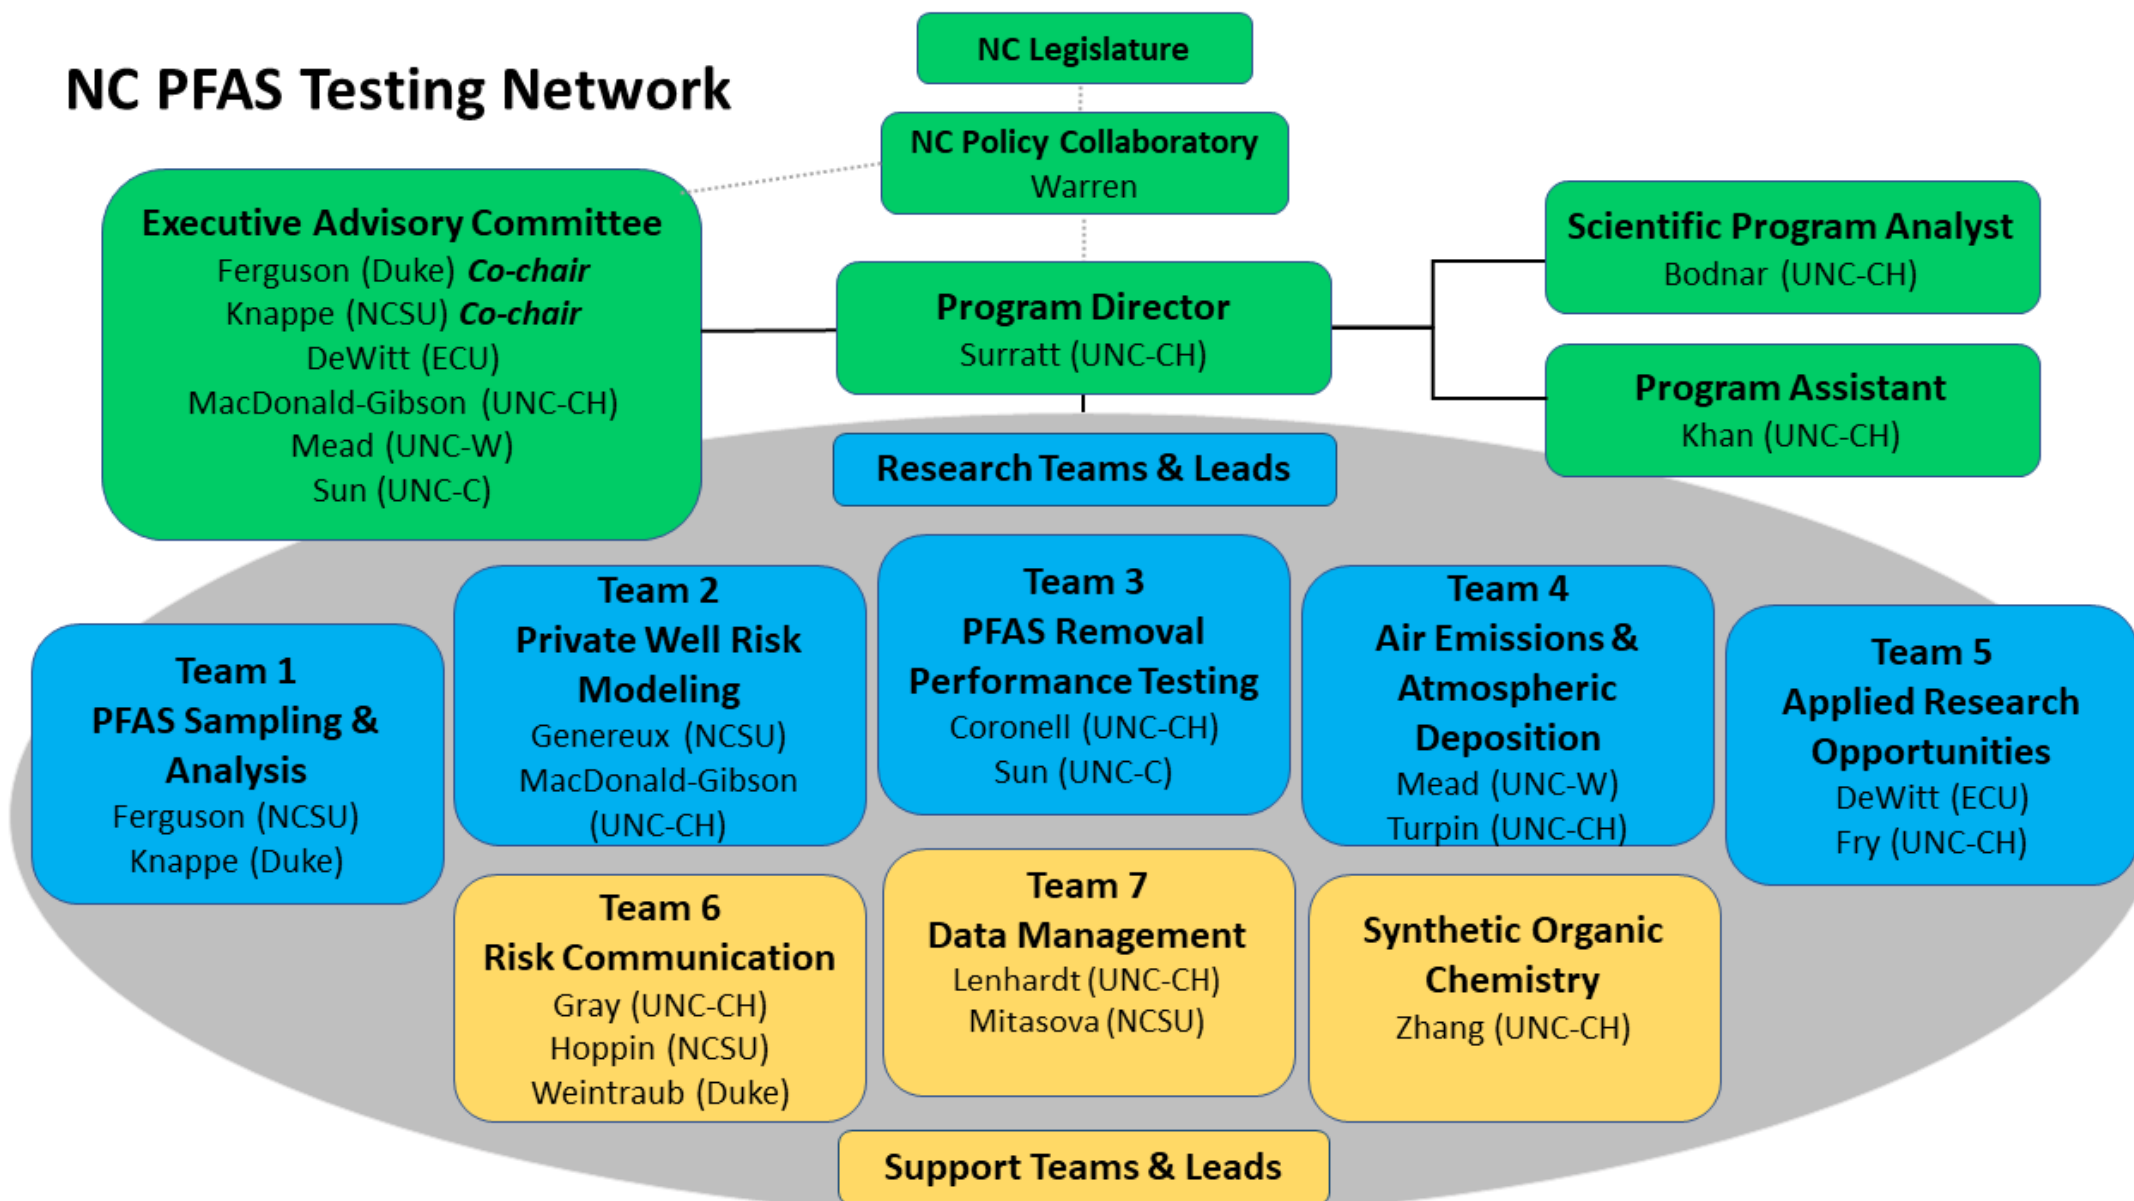 NC PFAS Testing Network
NC Legislature
NC Policy Collaboratory
Warren
Executive Advisory Committee
Ferguson (Duke) Co-chair
Knappe (NCSU) Co-chair
DeWitt (ECU)
MacDonald-Gibson (UNC-CH)
Mead (UNC-W)
Sun (UNC-C)
Program Director
Surratt (UNC-CH)
Scientific Program Analyst
Bodnar (UNC-CH)
Program Assistant
Khan (UNC-CH)
Research Teams & Leads
Team 1
PFAS Sampling &
Analysis
Ferguson (NCSU)
Knappe (Duke)
Team 2
Private Well Risk
Modeling
Genereux (NCSU)
MacDonald-Gibson
(UNC-CH)
Team 3
PFAS Removal
Performance Testing
Coronell (UNC-CH)
Sun (UNC-C)
Team 4
Air Emissions &
Atmospheric
Deposition
Mead (UNC-W)
Turpin (UNC-CH)
Team 5
Applied Research
Opportunities
DeWitt (ECU)
Fry (UNC-CH)
Team 6
Risk Communication
Gray (UNC-CH)
Hoppin (NCSU)
Weintraub (Duke)
Team 7
Data Management
Lenhardt (UNC-CH)
Mitasova (NCSU)
Synthetic Organic
Chemistry
Zhang (UNC-CH)
Support Teams & Leads